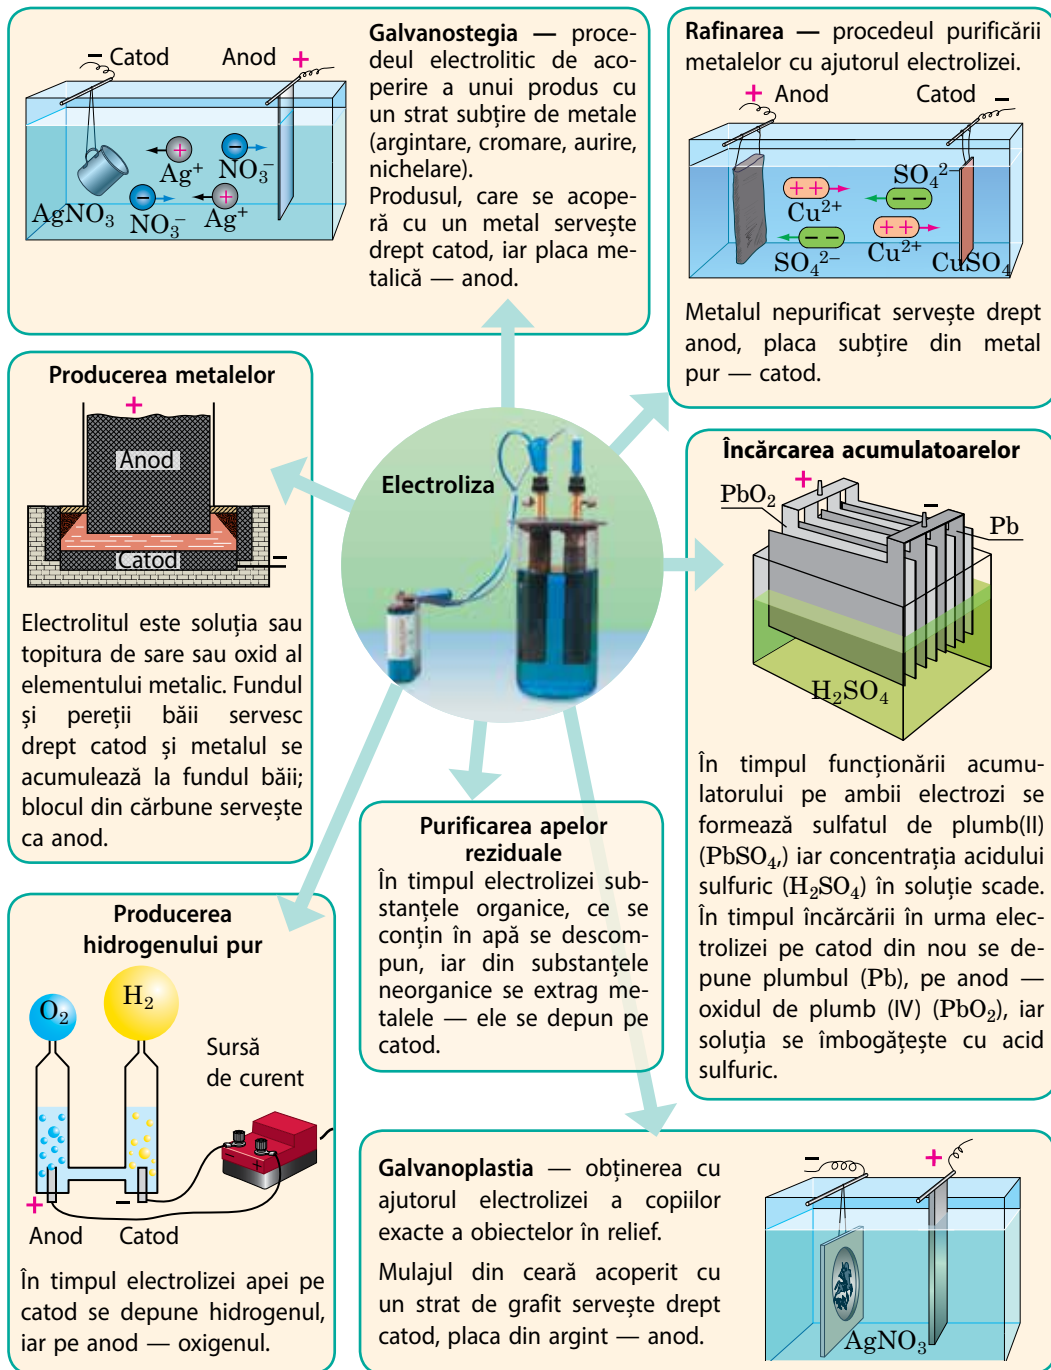 − Catod Anod +
AgNO₃
Ag⁺
NO₃⁻
NO₃⁻
Ag⁺
Galvanostegia — proce-
deul electrolitic de aco-
perire a unui produs cu
un strat subțire de metale
(argintare, cromare, aurire,
nichelare).
Produsul, care se acope-
ră cu un metal servește
drept catod, iar placa me-
talică — anod.
Rafinarea — procedeul purificării
metalelor cu ajutorul electrolizei.
+ Anod Catod −
SO₄²⁻
Cu²⁺
SO₄²⁻
Cu²⁺
CuSO₄
Metalul nepurificat servește drept
anod, placa subțire din metal
pur — catod.
Producerea metalelor
+
Anod
Catod
−
Electrolitul este soluția sau
topitura de sare sau oxid al
elementului metalic. Fundul
și pereții băii servesc
drept catod și metalul se
acumulează la fundul băii;
blocul din cărbune servește
ca anod.
Electroliza
Încărcarea acumulatoarelor
+
PbO₂
−
Pb
H₂SO₄
În timpul funcționării acumu-
latorului pe ambii electrozi se
formează sulfatul de plumb(II)
(PbSO₄,) iar concentrația acidului
sulfuric (H₂SO₄) în soluție scade.
În timpul încărcării în urma elec-
trolizei pe catod din nou se de-
pune plumbul (Pb), pe anod —
oxidul de plumb (IV) (PbO₂), iar
soluția se îmbogățește cu acid
sulfuric.
Purificarea apelor
reziduale
În timpul electrolizei sub-
stanțele organice, ce se
conțin în apă se descom-
pun, iar din substanțele
neorganice se extrag me-
talele — ele se depun pe
catod.
Producerea
hidrogenului pur
O₂
H₂
Sursă
de curent
− +
+ −
Anod Catod
În timpul electrolizei apei pe
catod se depune hidrogenul,
iar pe anod — oxigenul.
Galvanoplastia — obținerea cu
ajutorul electrolizei a copiilor
exacte a obiectelor în relief.
Mulajul din ceară acoperit cu
un strat de grafit servește drept
catod, placa din argint — anod.
− +
AgNO₃